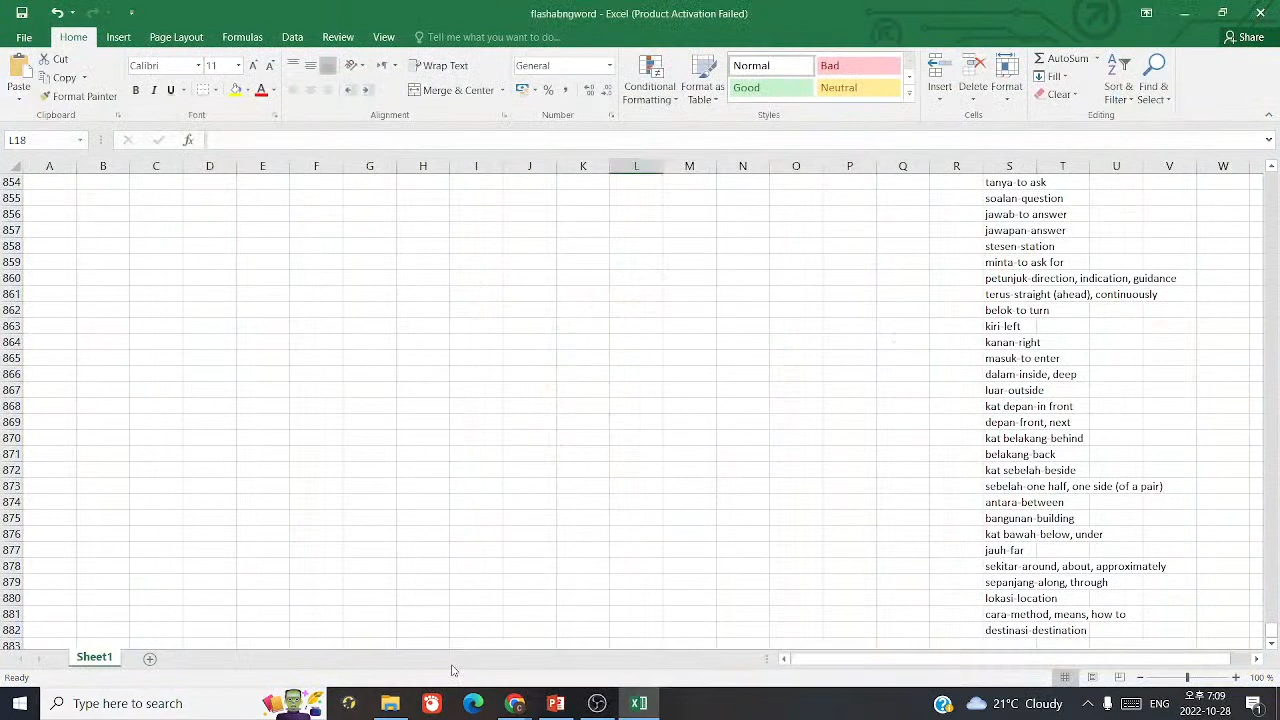 flashabngword - Excel (Product Activation Failed)
File Home Insert Page Layout Formulas Data Review View Tell me what you want to do... Share
Cut
Copy
Format Painter
Paste
Clipboard
Calibri 11
B I U
Font
Wrap Text
Merge & Center
Alignment
General
Number
Conditional Formatting
Format as Table
Normal Bad
Good Neutral
Styles
Insert Delete Format
Cells
AutoSum
Fill
Clear
Sort & Filter
Find & Select
Editing
L18
fx
A B C D E F G H I J K L M N O P Q R S T U V W
854 tanya-to ask
855 soalan-question
856 jawab-to answer
857 jawapan-answer
858 stesen-station
859 minta-to ask for
860 petunjuk-direction, indication, guidance
861 terus-straight (ahead), continuously
862 belok-to turn
863 kiri-left
864 kanan-right
865 masuk-to enter
866 dalam-inside, deep
867 luar-outside
868 kat depan-in front
869 depan-front, next
870 kat belakang-behind
871 belakang-back
872 kat sebelah-beside
873 sebelah-one half, one side (of a pair)
874 antara-between
875 bangunan-building
876 kat bawah-below, under
877 jauh-far
878 sekitar-around, about, approximately
879 sepanjang-along, through
880 lokasi-location
881 cara-method, means, how to
882 destinasi-destination
883
Sheet1
Ready 100 %
Type here to search
21°C Cloudy
ENG
오후 7:09
2022-10-28